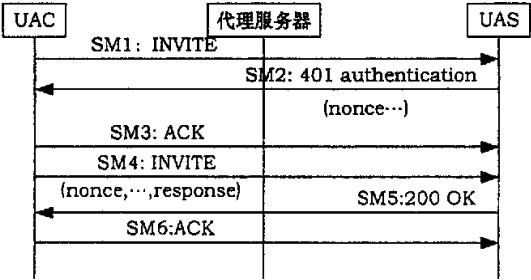 UAC
代理服务器
UAS
SM1: INVITE
SM2: 401 authentication
(nonce···)
SM3: ACK
SM4: INVITE
(nonce,···,response)
SM5:200 OK
SM6:ACK